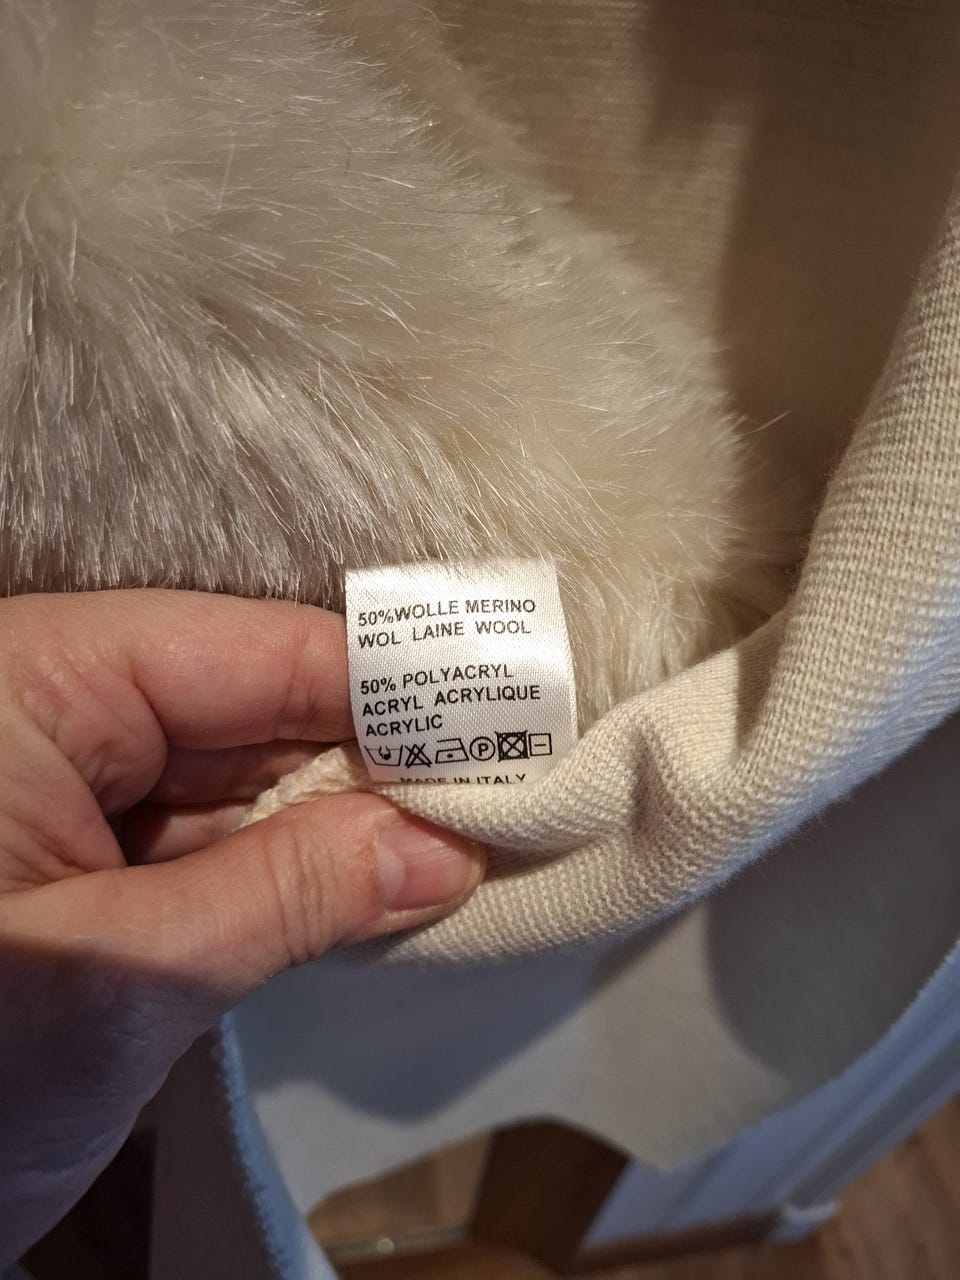 50%WOLLE MERINO
WOL LAINE WOOL
50% POLYACRYL
ACRYL ACRYLIQUE
ACRYLIC
P
MADE IN ITALY